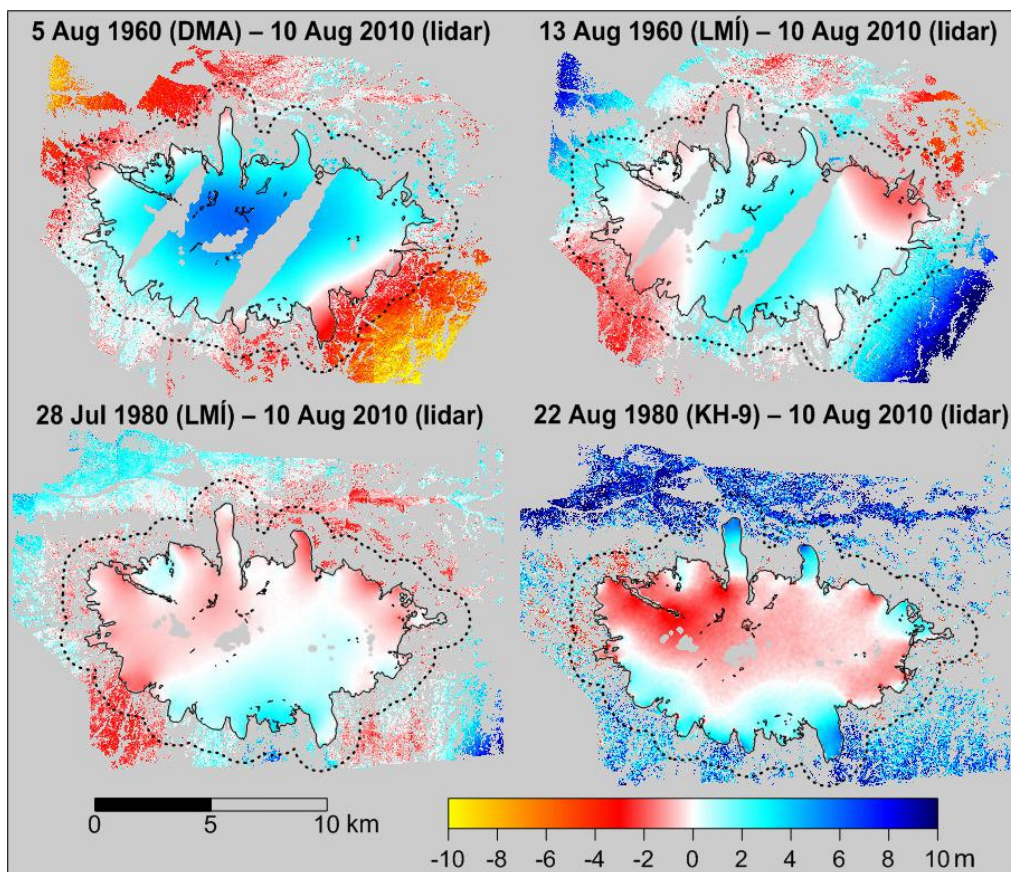 5 Aug 1960 (DMA) – 10 Aug 2010 (lidar)
13 Aug 1960 (LMÍ) – 10 Aug 2010 (lidar)
28 Jul 1980 (LMÍ) – 10 Aug 2010 (lidar)
22 Aug 1980 (KH-9) – 10 Aug 2010 (lidar)
0 5 10 km
-10 -8 -6 -4 -2 0 2 4 6 8 10 m